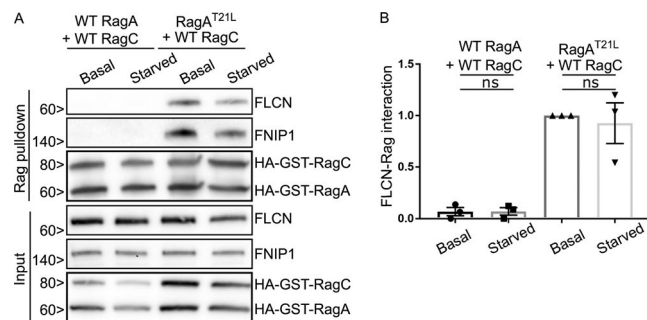 A
WT RagA
+ WT RagC
RagA^T21L
+ WT RagC
Basal
Starved
Basal
Starved
Rag pulldown
60>
FLCN
140>
FNIP1
80>
HA-GST-RagC
60>
HA-GST-RagA
Input
60>
FLCN
140>
FNIP1
80>
HA-GST-RagC
60>
HA-GST-RagA
B
WT RagA
+ WT RagC
ns
RagA^T21L
+ WT RagC
ns
FLCN-Rag interaction
1.5
1.0
0.5
0.0
Basal
Starved
Basal
Starved